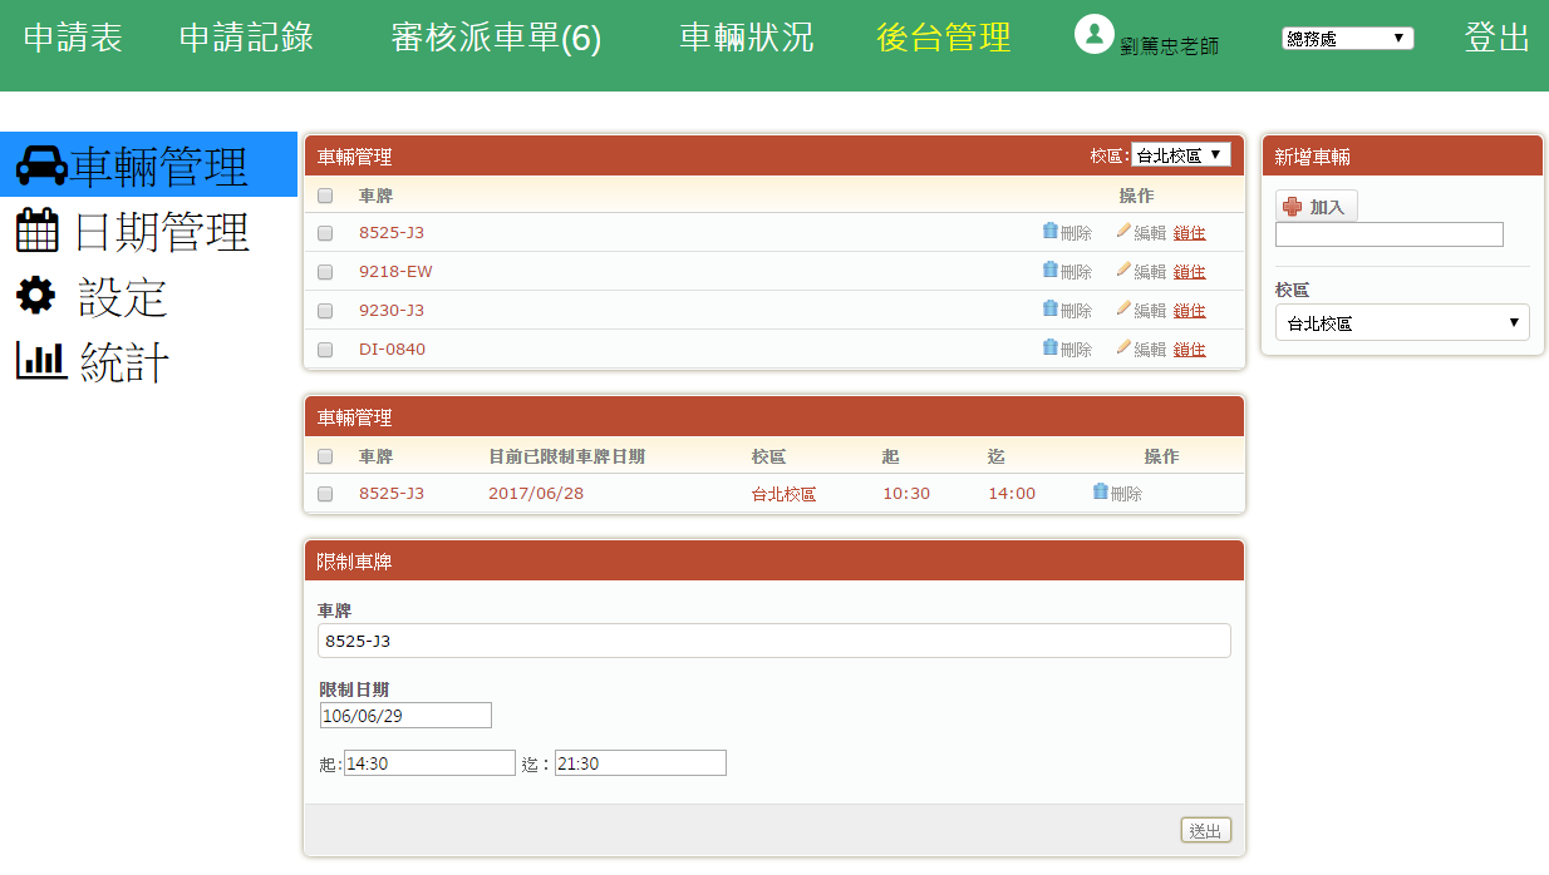 申請表 申請記錄 審核派車單(6) 車輛狀況 後台管理 劉篤忠老師 總務處 登出
車輛管理
日期管理
設定
統計
車輛管理 校區: 台北校區
車牌 操作
8525-J3 刪除 編輯 鎖住
9218-EW 刪除 編輯 鎖住
9230-J3 刪除 編輯 鎖住
DI-0840 刪除 編輯 鎖住
車輛管理
車牌 目前已限制車牌日期 校區 起 迄 操作
8525-J3 2017/06/28 台北校區 10:30 14:00 刪除
限制車牌
車牌
8525-J3
限制日期
106/06/29
起: 14:30 迄： 21:30
送出
新增車輛
加入
校區
台北校區